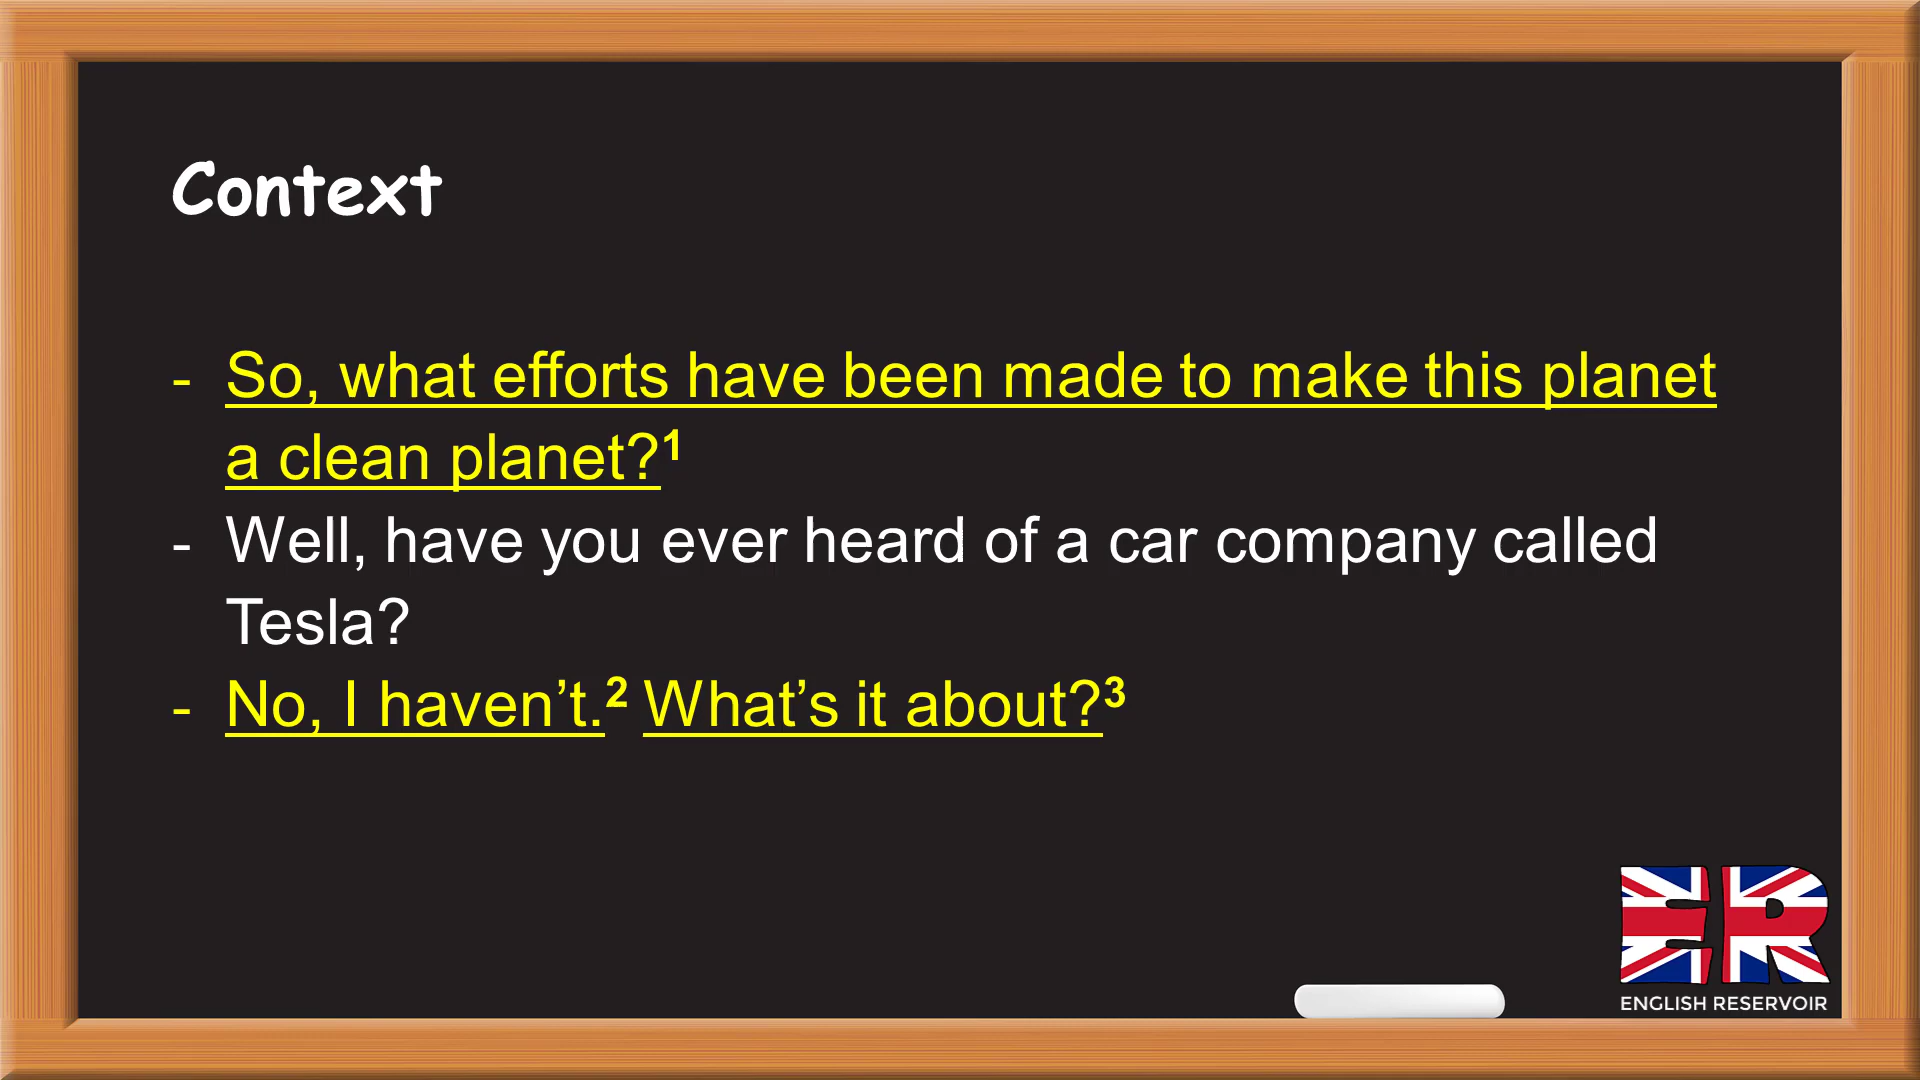 Context
- So, what efforts have been made to make this planet
a clean planet?¹
- Well, have you ever heard of a car company called
Tesla?
- No, I haven’t.² What’s it about?³
ER
ENGLISH RESERVOIR